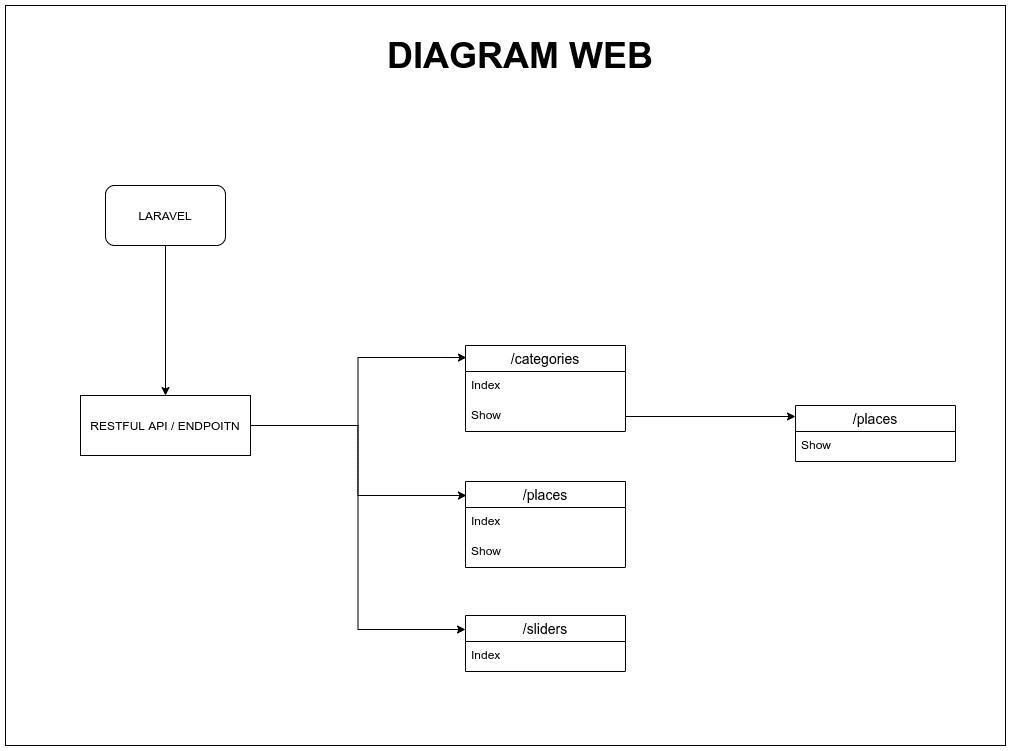 DIAGRAM WEB
LARAVEL
RESTFUL API / ENDPOITN
/categories
Index
Show
/places
Show
/places
Index
Show
/sliders
Index